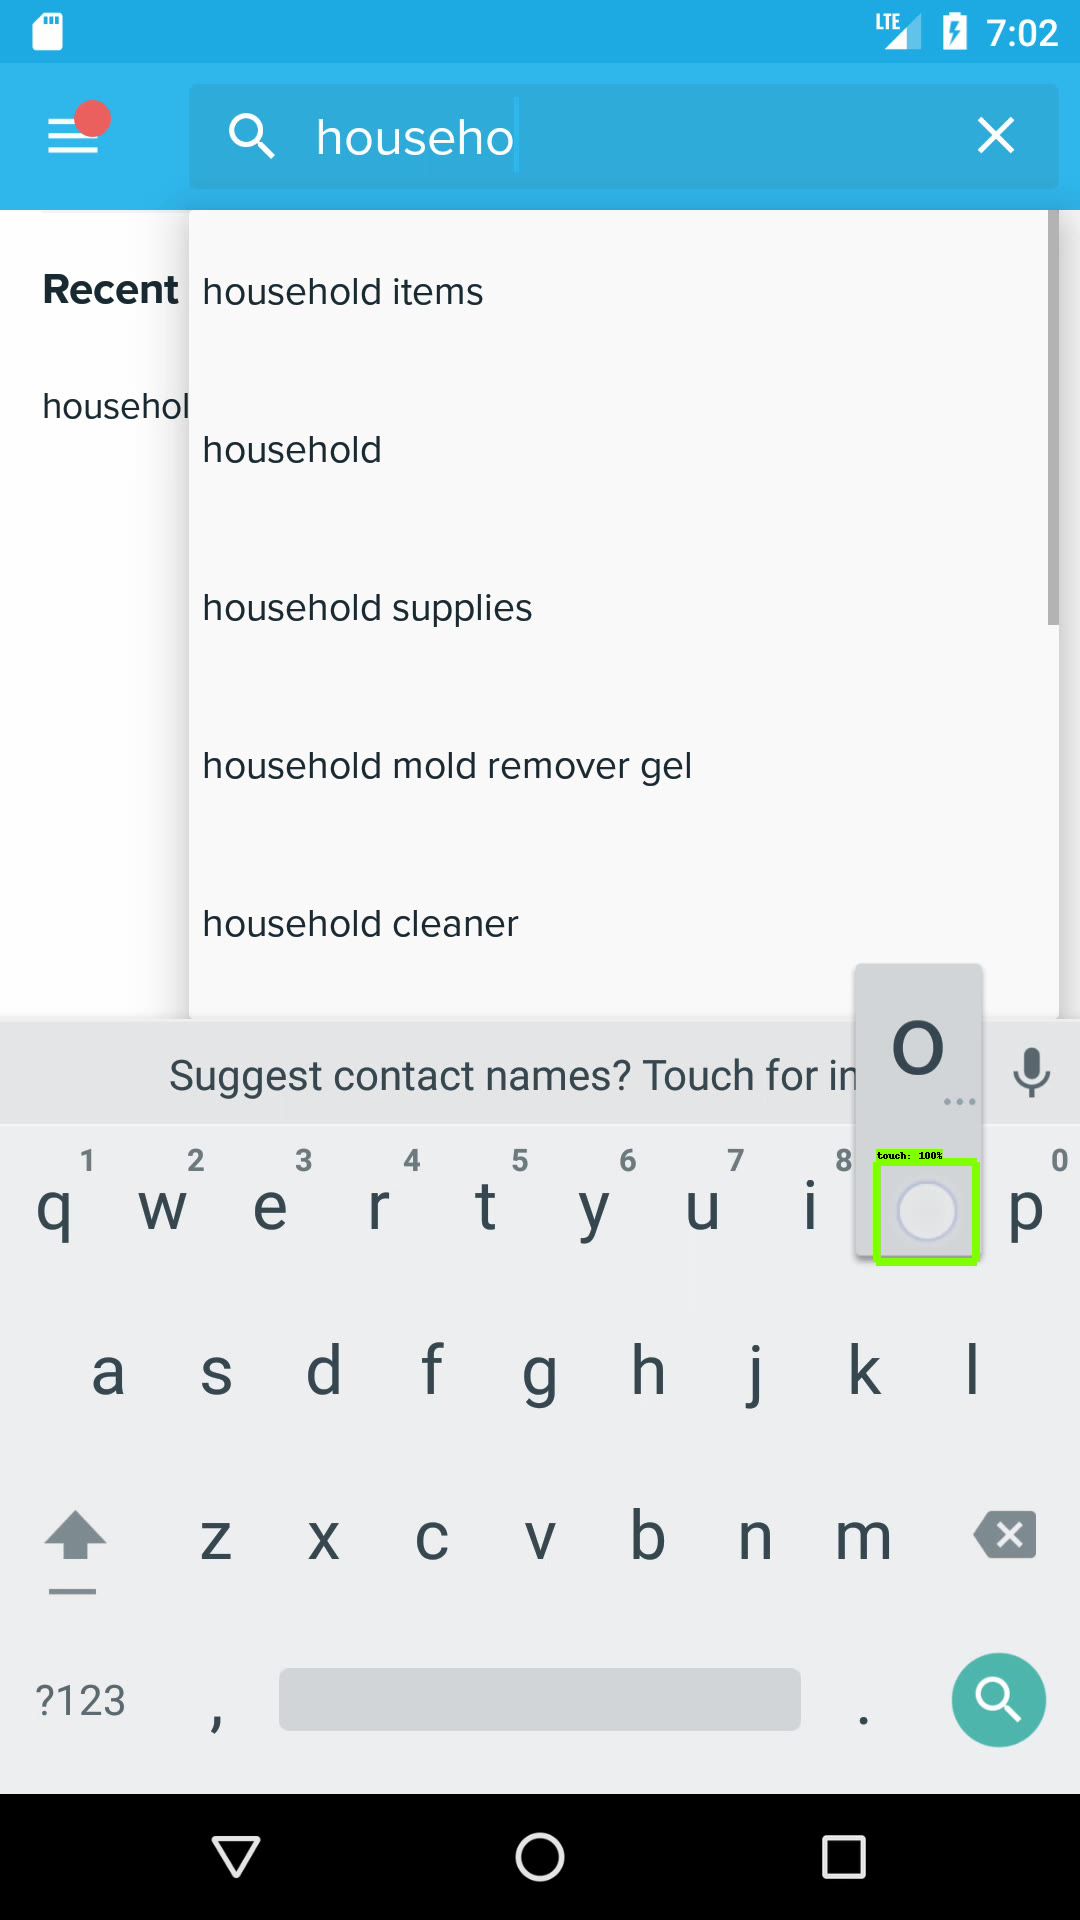 LTE 7:02
househo
Recent
househol
household items
household
household supplies
household mold remover gel
household cleaner
Suggest contact names? Touch for in
o
...
touch: 100%
1 2 3 4 5 6 7 8 0
q w e r t y u i p
a s d f g h j k l
z x c v b n m
?123 , .